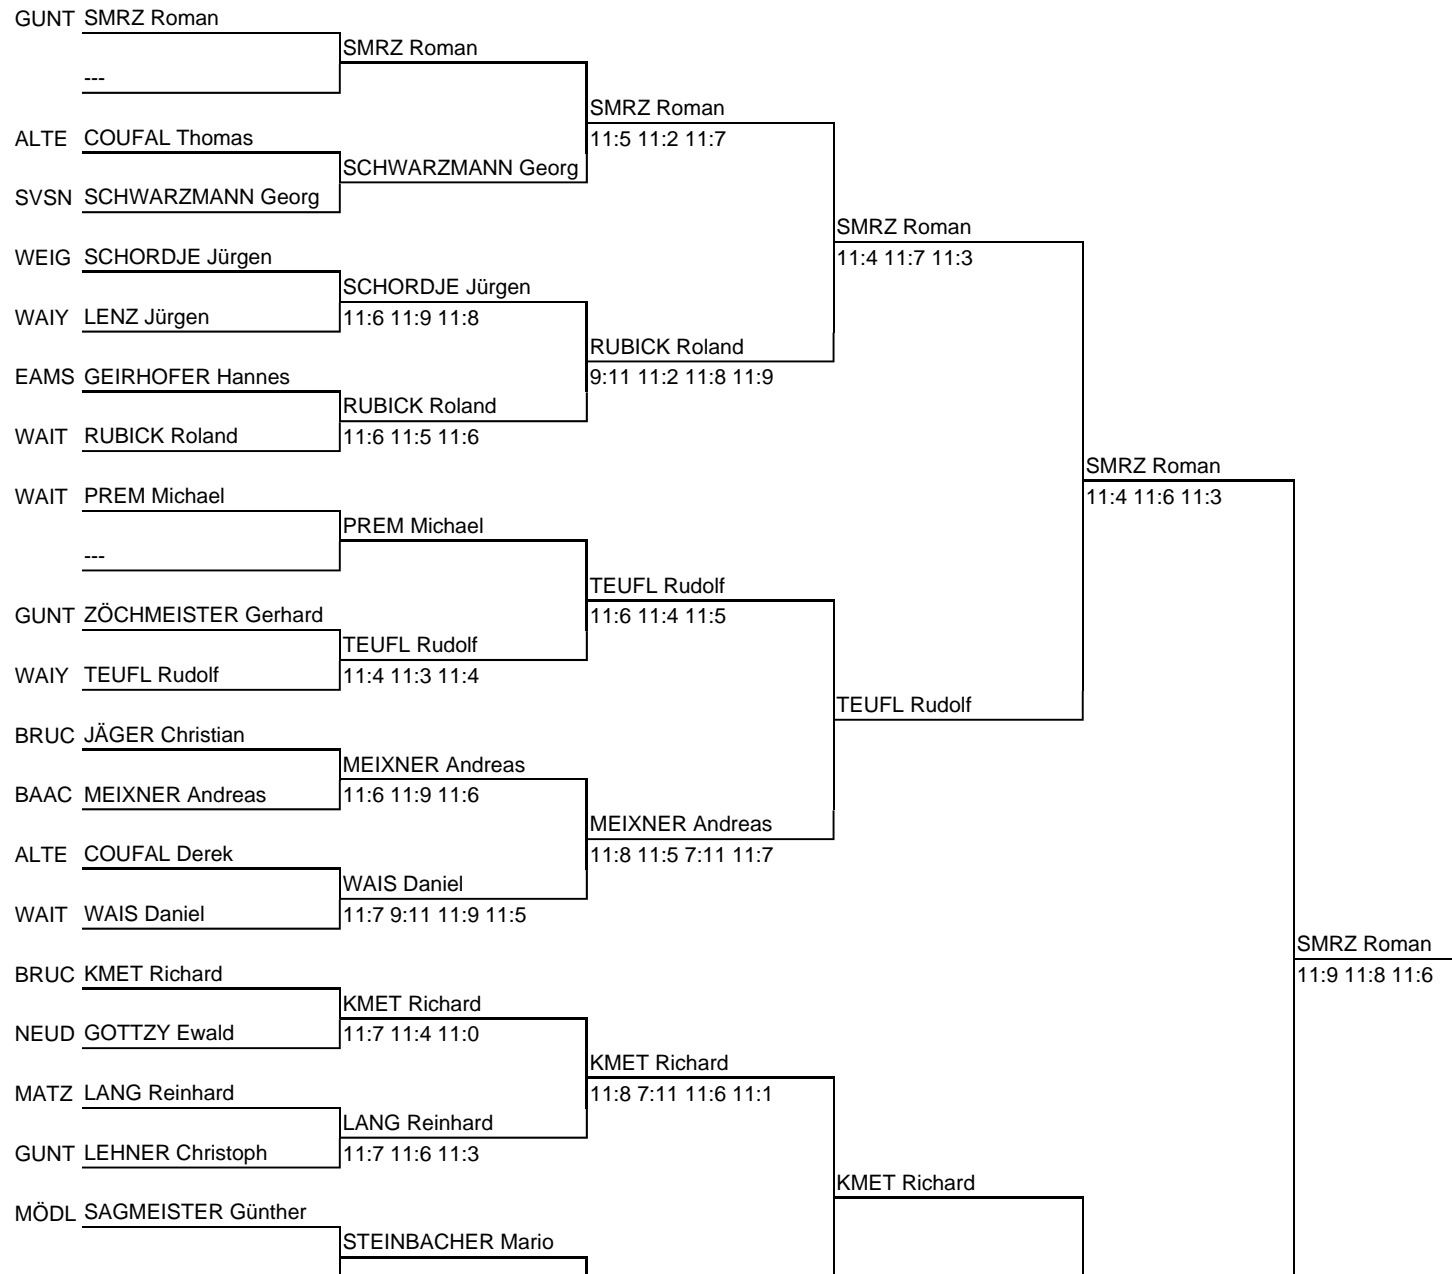 GUNT SMRZ Roman
SMRZ Roman
---
SMRZ Roman
ALTE COUFAL Thomas
11:5 11:2 11:7
SCHWARZMANN Georg
SVSN SCHWARZMANN Georg
SMRZ Roman
WEIG SCHORDJE Jürgen
11:4 11:7 11:3
SCHORDJE Jürgen
WAIY LENZ Jürgen
11:6 11:9 11:8
RUBICK Roland
EAMS GEIRHOFER Hannes
9:11 11:2 11:8 11:9
RUBICK Roland
WAIT RUBICK Roland
11:6 11:5 11:6
SMRZ Roman
WAIT PREM Michael
11:4 11:6 11:3
PREM Michael
---
TEUFL Rudolf
GUNT ZÖCHMEISTER Gerhard
11:6 11:4 11:5
TEUFL Rudolf
WAIY TEUFL Rudolf
11:4 11:3 11:4
TEUFL Rudolf
BRUC JÄGER Christian
MEIXNER Andreas
BAAC MEIXNER Andreas
11:6 11:9 11:6
MEIXNER Andreas
ALTE COUFAL Derek
11:8 11:5 7:11 11:7
WAIS Daniel
WAIT WAIS Daniel
11:7 9:11 11:9 11:5
SMRZ Roman
BRUC KMET Richard
11:9 11:8 11:6
KMET Richard
NEUD GOTTZY Ewald
11:7 11:4 11:0
KMET Richard
MATZ LANG Reinhard
11:8 7:11 11:6 11:1
LANG Reinhard
GUNT LEHNER Christoph
11:7 11:6 11:3
KMET Richard
MÖDL SAGMEISTER Günther
STEINBACHER Mario